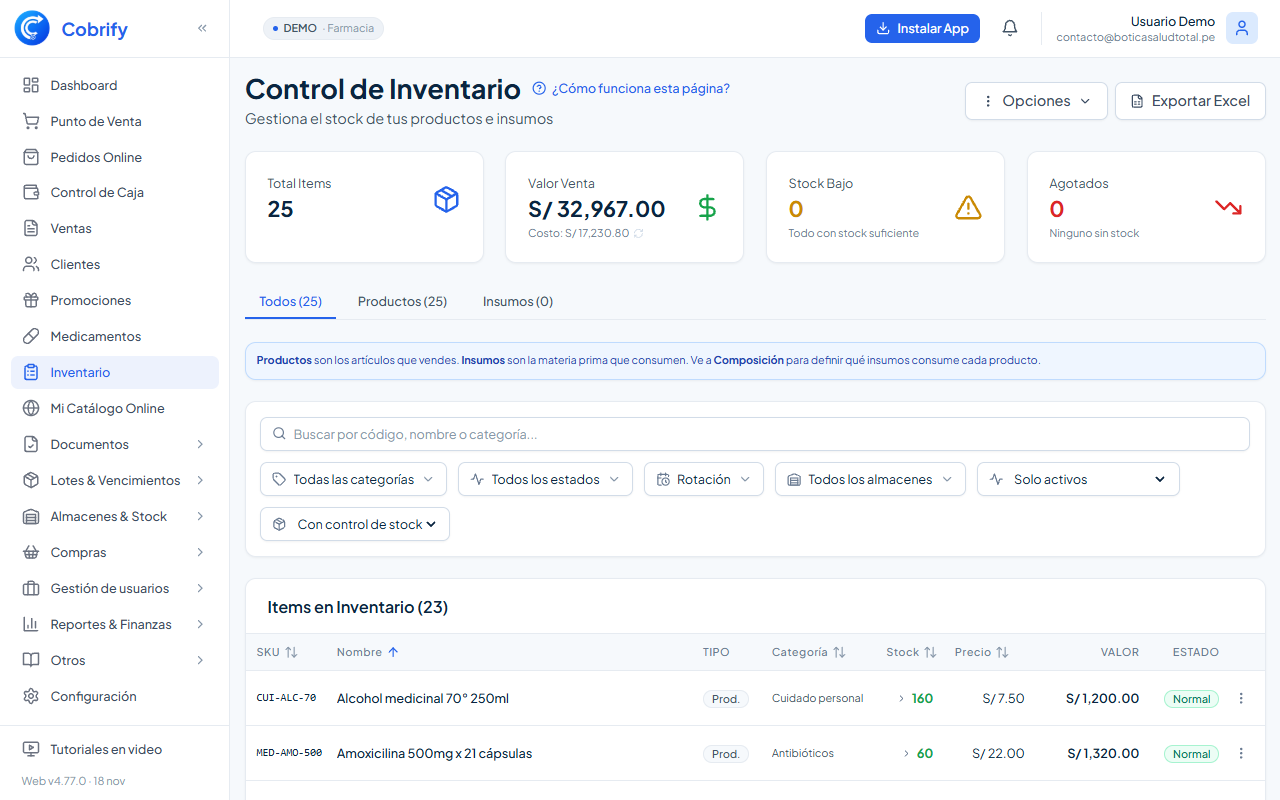 Cobrify
DEMO · Farmacia
Instalar App
Usuario Demo
contacto@boticasaludtotal.pe
Dashboard
Punto de Venta
Pedidos Online
Control de Caja
Ventas
Clientes
Promociones
Medicamentos
Inventario
Mi Catálogo Online
Documentos
Lotes & Vencimientos
Almacenes & Stock
Compras
Gestión de usuarios
Reportes & Finanzas
Otros
Configuración
Tutoriales en video
Web v4.77.0 · 18 nov
Control de Inventario
¿Cómo funciona esta página?
Gestiona el stock de tus productos e insumos
Opciones
Exportar Excel
Total Items
25
Valor Venta
S/ 32,967.00
Costo: S/ 17,230.80
Stock Bajo
0
Todo con stock suficiente
Agotados
0
Ninguno sin stock
Todos (25)
Productos (25)
Insumos (0)
Productos son los artículos que vendes. Insumos son la materia prima que consumen. Ve a Composición para definir qué insumos consume cada producto.
Buscar por código, nombre o categoría...
Todas las categorías
Todos los estados
Rotación
Todos los almacenes
Solo activos
Con control de stock
Items en Inventario (23)
SKU Nombre TIPO Categoría Stock Precio VALOR ESTADO
CUI-ALC-70 Alcohol medicinal 70° 250ml Prod. Cuidado personal 160 S/ 7.50 S/ 1,200.00 Normal
MED-AMO-500 Amoxicilina 500mg x 21 cápsulas Prod. Antibióticos 60 S/ 22.00 S/ 1,320.00 Normal